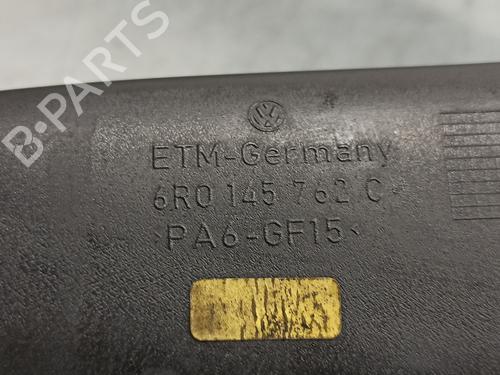 B-PARTS
ETM-Germany
6R0 145 762 C
>PA6-GF15<